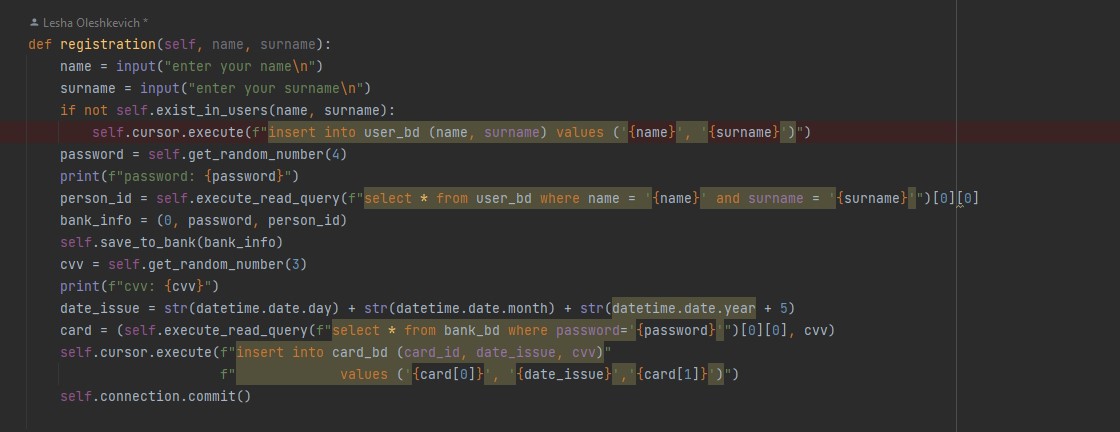 Lesha Oleshkevich *
def registration(self, name, surname):
    name = input("enter your name\n")
    surname = input("enter your surname\n")
    if not self.exist_in_users(name, surname):
        self.cursor.execute(f"insert into user_bd (name, surname) values ('{name}', '{surname}')")
    password = self.get_random_number(4)
    print(f"password: {password}")
    person_id = self.execute_read_query(f"select * from user_bd where name = '{name}' and surname = '{surname}'")[0][0]
    bank_info = (0, password, person_id)
    self.save_to_bank(bank_info)
    cvv = self.get_random_number(3)
    print(f"cvv: {cvv}")
    date_issue = str(datetime.date.day) + str(datetime.date.month) + str(datetime.date.year + 5)
    card = (self.execute_read_query(f"select * from bank_bd where password='{password}'")[0][0], cvv)
    self.cursor.execute(f"insert into card_bd (card_id, date_issue, cvv)"
                        f"             values ('{card[0]}', '{date_issue}','{card[1]}')")
    self.connection.commit()